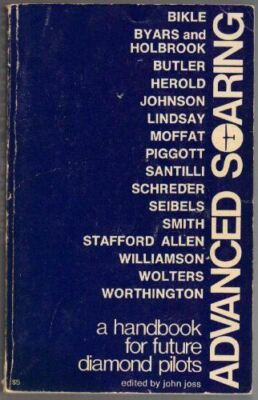 BIKLE
BYARS and
HOLBROOK
BUTLER
HEROLD
JOHNSON
LINDSAY
MOFFAT
PIGGOTT
SANTILLI
SCHREDER
SEIBELS
SMITH
STAFFORD ALLEN
WILLIAMSON
WOLTERS
WORTHINGTON
ADVANCED SOARING
a handbook
for future
diamond pilots
edited by john joss
$5